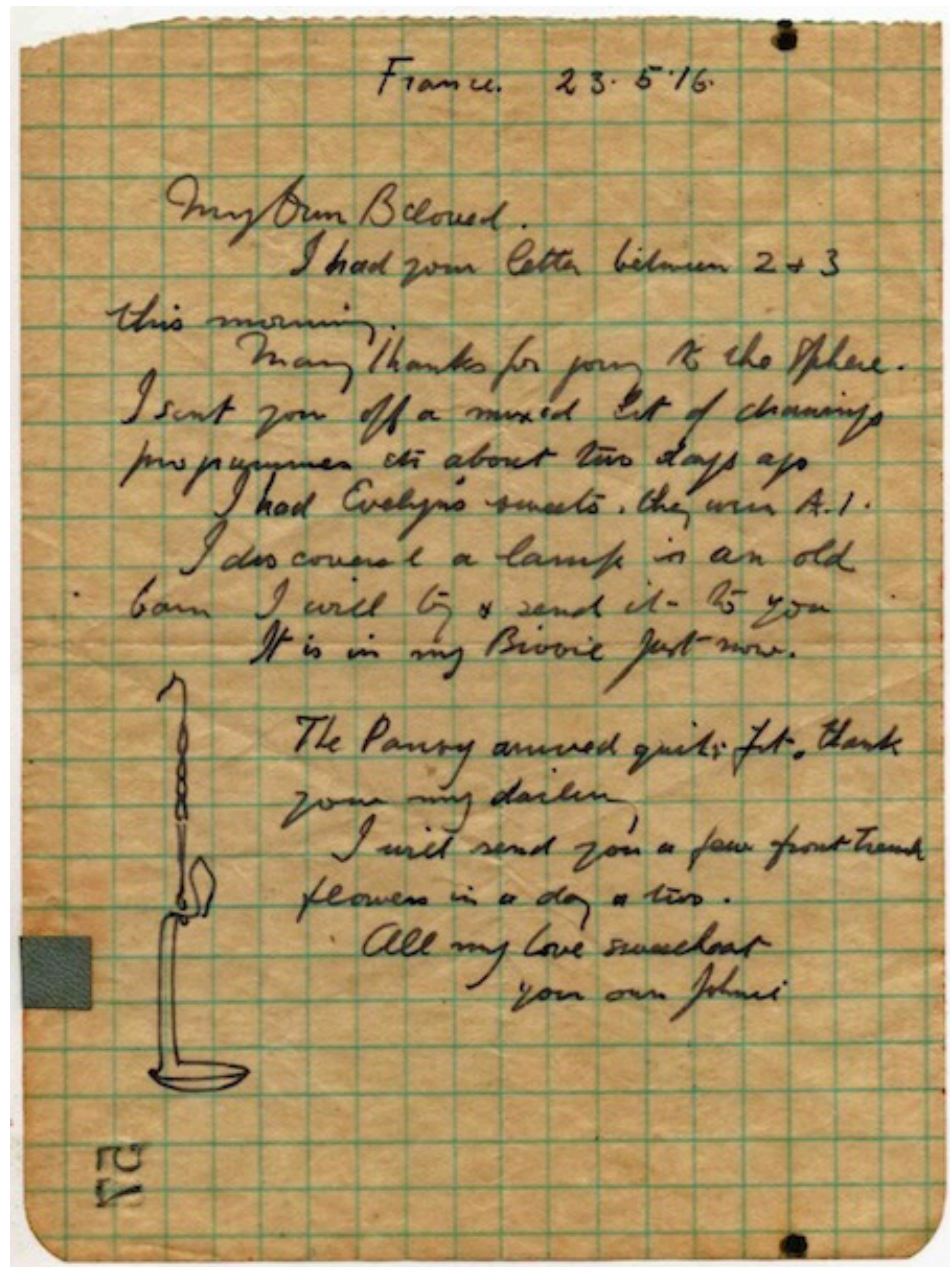 France. 23.5.16.
My Own Beloved.
I had your letter between 2 & 3
this morning.
Many thanks for going to the Sphere.
I sent you off a mixed lot of drawings
programmes etc about two days ago
I had Evelyn's sweets. they were A.1.
I discovered a lamp in an old
barn I will try & send it to you
It is in my Bivvie just now.
The Pansy arrived quite fit, thank
you my darling
I will send you a few front trench
flowers in a day or two.
All my love sweetheart
your own Johnie
57